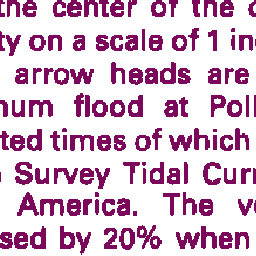 the center of the
ty on a scale of 1 in
arrow heads are
num flood at Poll
ted times of which
Survey Tidal Curr
America. The ve
sed by 20% when